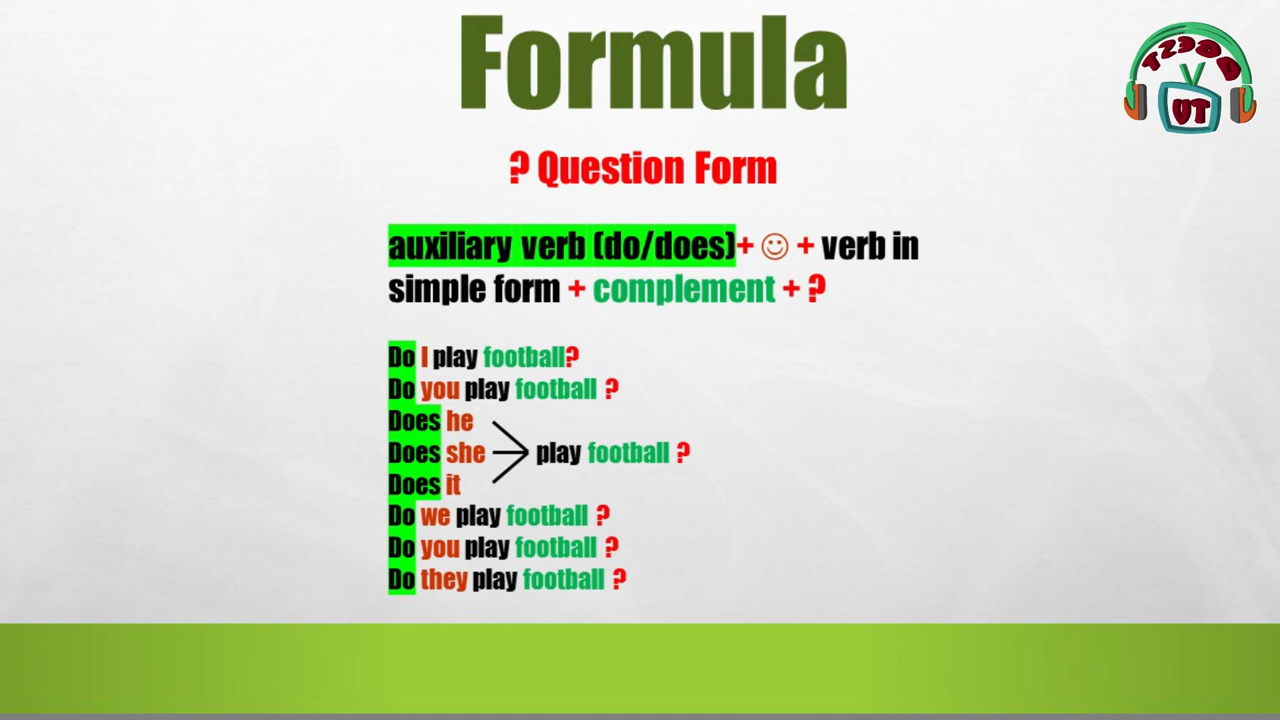 Formula
? Question Form
auxiliary verb (do/does)+ ☺ + verb in
simple form + complement + ?
Do I play football?
Do you play football ?
Does he
Does she play football ?
Does it
Do we play football ?
Do you play football ?
Do they play football ?
VT